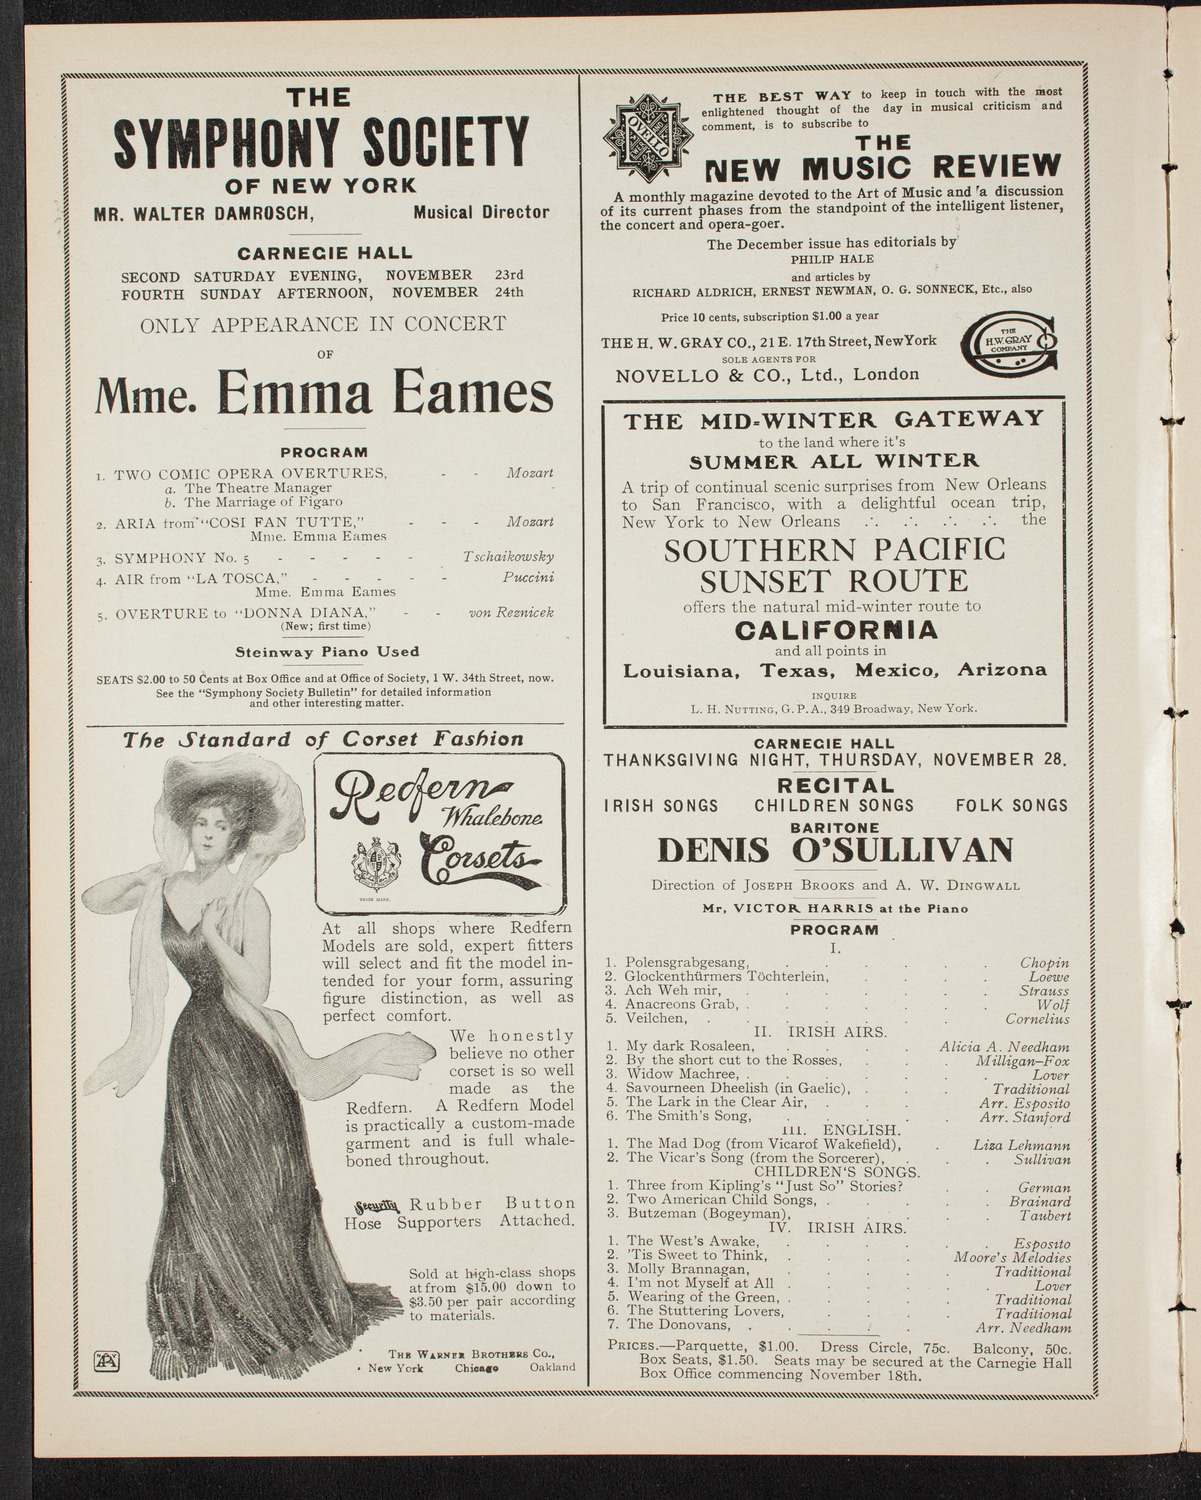 THE
SYMPHONY SOCIETY
OF NEW YORK
MR. WALTER DAMROSCH, Musical Director
CARNEGIE HALL
SECOND SATURDAY EVENING, NOVEMBER 23rd
FOURTH SUNDAY AFTERNOON, NOVEMBER 24th
ONLY APPEARANCE IN CONCERT
OF
Mme. Emma Eames
PROGRAM
1. TWO COMIC OPERA OVERTURES, - - Mozart
a. The Theatre Manager
b. The Marriage of Figaro
2. ARIA from "COSI FAN TUTTE," - - - Mozart
Mme. Emma Eames
3. SYMPHONY No. 5 - - - - - Tschaikowsky
4. AIR from "LA TOSCA," - - - - - Puccini
Mme. Emma Eames
5. OVERTURE to "DONNA DIANA," - - von Reznicek
(New; first time)
Steinway Piano Used
SEATS $2.00 to 50 Cents at Box Office and at Office of Society, 1 W. 34th Street, now.
See the "Symphony Society Bulletin" for detailed information
and other interesting matter.
The Standard of Corset Fashion
Redfern
Whalebone
Corsets
TRADE MARK.
At all shops where Redfern
Models are sold, expert fitters
will select and fit the model in-
tended for your form, assuring
figure distinction, as well as
perfect comfort.
We honestly
believe no other
corset is so well
made as the
Redfern. A Redfern Model
is practically a custom-made
garment and is full whale-
boned throughout.
Security Rubber Button
Hose Supporters Attached.
Sold at high-class shops
at from $15.00 down to
$3.50 per pair according
to materials.
THE WARNER BROTHERS CO.,
New York Chicago Oakland
NOVELLO
THE BEST WAY to keep in touch with the most
enlightened thought of the day in musical criticism and
comment, is to subscribe to
THE
NEW MUSIC REVIEW
A monthly magazine devoted to the Art of Music and a discussion
of its current phases from the standpoint of the intelligent listener,
the concert and opera-goer.
The December issue has editorials by
PHILIP HALE
and articles by
RICHARD ALDRICH, ERNEST NEWMAN, O. G. SONNECK, Etc., also
Price 10 cents, subscription $1.00 a year
THE H. W. GRAY CO., 21 E. 17th Street, NewYork
SOLE AGENTS FOR
NOVELLO & CO., Ltd., London
THE
H.W. GRAY
COMPANY
THE MID-WINTER GATEWAY
to the land where it's
SUMMER ALL WINTER
A trip of continual scenic surprises from New Orleans
to San Francisco, with a delightful ocean trip,
New York to New Orleans ∴ ∴ ∴ ∴ the
SOUTHERN PACIFIC
SUNSET ROUTE
offers the natural mid-winter route to
CALIFORNIA
and all points in
Louisiana, Texas, Mexico, Arizona
INQUIRE
L. H. NUTTING, G. P. A., 349 Broadway, New York.
CARNEGIE HALL
THANKSGIVING NIGHT, THURSDAY, NOVEMBER 28.
RECITAL
IRISH SONGS CHILDREN SONGS FOLK SONGS
BARITONE
DENIS O'SULLIVAN
Direction of JOSEPH BROOKS and A. W. DINGWALL
Mr, VICTOR HARRIS at the Piano
PROGRAM
I.
1. Polensgrabgesang, . . . . . . Chopin
2. Glockenthürmers Töchterlein, . . . . Loewe
3. Ach Weh mir, . . . . . . Strauss
4. Anacreons Grab, . . . . . . Wolf
5. Veilchen, . . . . . . Cornelius
II. IRISH AIRS.
1. My dark Rosaleen, . . . . Alicia A. Needham
2. By the short cut to the Rosses, . . . Milligan-Fox
3. Widow Machree, . . . . . . Lover
4. Savourneen Dheelish (in Gaelic), . . . Traditional
5. The Lark in the Clear Air, . . . . Arr. Esposito
6. The Smith's Song, . . . . Arr. Stanford
III. ENGLISH.
1. The Mad Dog (from Vicarof Wakefield), . Liza Lehmann
2. The Vicar's Song (from the Sorcerer), . . . Sullivan
CHILDREN'S SONGS.
1. Three from Kipling's "Just So" Stories? . . German
2. Two American Child Songs, . . . . Brainard
3. Butzeman (Bogeyman), . . . . . Taubert
IV. IRISH AIRS.
1. The West's Awake, . . . . . . Esposito
2. 'Tis Sweet to Think, . . . . Moore's Melodies
3. Molly Brannagan, . . . . . Traditional
4. I'm not Myself at All . . . . . Lover
5. Wearing of the Green, . . . . . Traditional
6. The Stuttering Lovers, . . . . Traditional
7. The Donovans, . . . . . Arr. Needham
PRICES.—Parquette, $1.00. Dress Circle, 75c. Balcony, 50c.
Box Seats, $1.50. Seats may be secured at the Carnegie Hall
Box Office commencing November 18th.